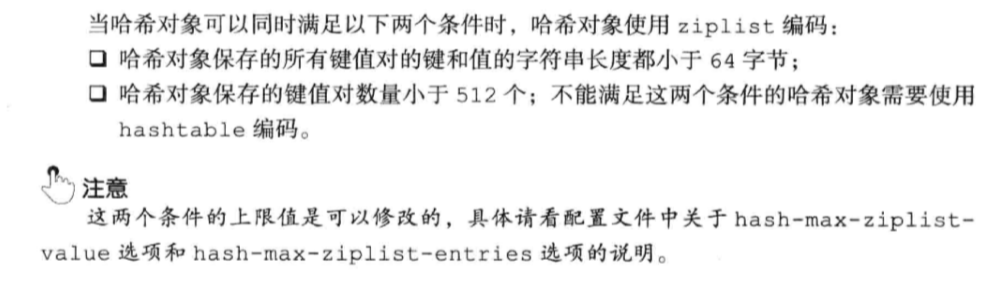 当哈希对象可以同时满足以下两个条件时，哈希对象使用 ziplist 编码：
❑ 哈希对象保存的所有键值对的键和值的字符串长度都小于 64 字节；
❑ 哈希对象保存的键值对数量小于 512 个；不能满足这两个条件的哈希对象需要使用
hashtable 编码。
注意
这两个条件的上限值是可以修改的，具体请看配置文件中关于 hash-max-ziplist-
value 选项和 hash-max-ziplist-entries 选项的说明。